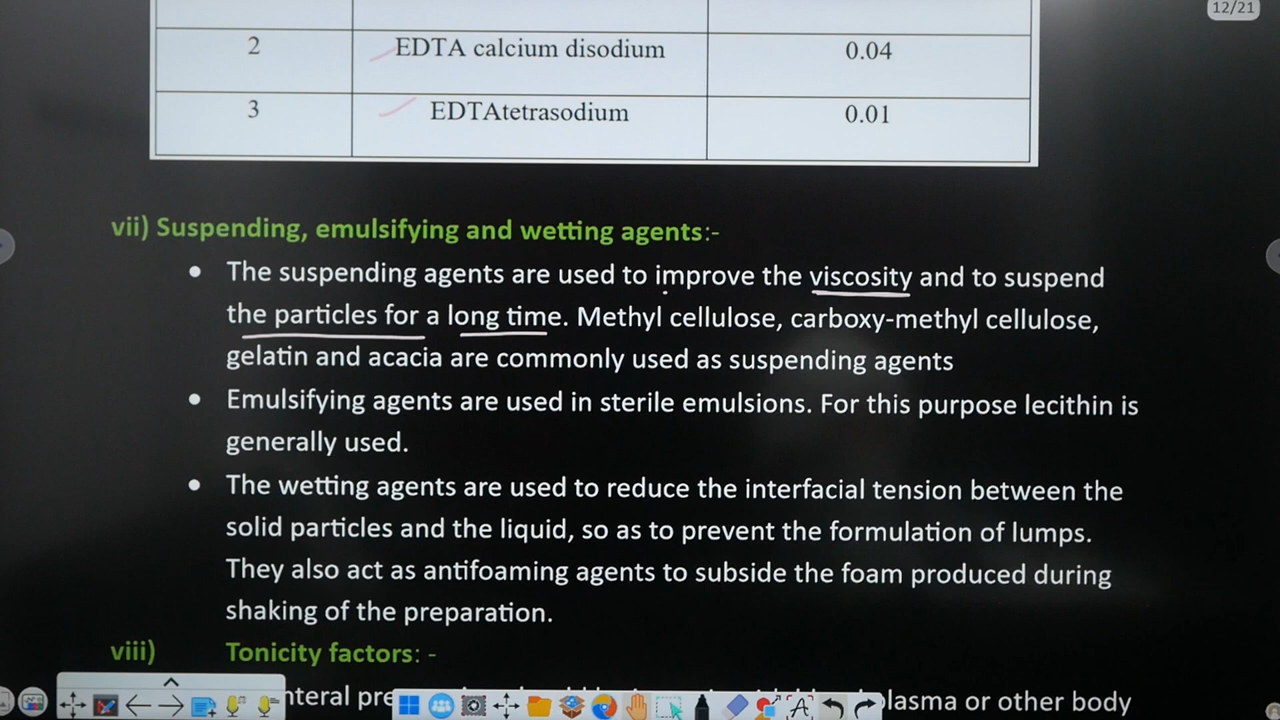 12/21
2 EDTA calcium disodium 0.04
3 EDTAtetrasodium 0.01
vii) Suspending, emulsifying and wetting agents:-
• The suspending agents are used to improve the viscosity and to suspend
the particles for a long time. Methyl cellulose, carboxy-methyl cellulose,
gelatin and acacia are commonly used as suspending agents
• Emulsifying agents are used in sterile emulsions. For this purpose lecithin is
generally used.
• The wetting agents are used to reduce the interfacial tension between the
solid particles and the liquid, so as to prevent the formulation of lumps.
They also act as antifoaming agents to subside the foam produced during
shaking of the preparation.
viii) Tonicity factors: -
plasma or other body